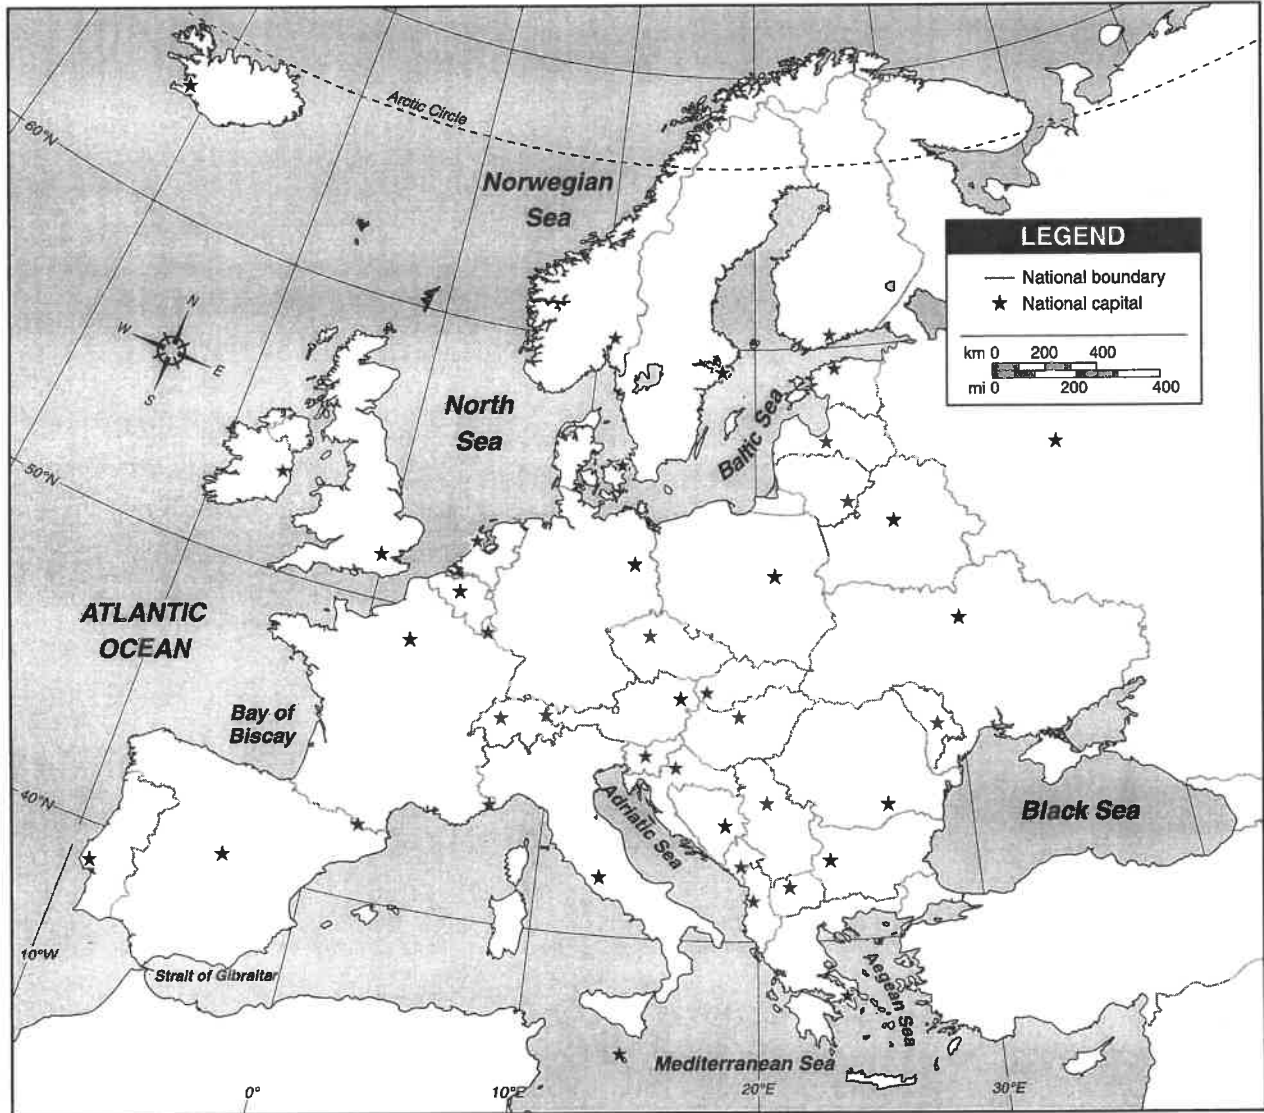 Arctic Circle
60°N
Norwegian
Sea
LEGEND
National boundary
National capital
km 0 200 400
mi 0 200 400
N
W
E
S
North
Sea
Baltic Sea
50°N
ATLANTIC
OCEAN
Bay of
Biscay
40°N
Adriatic Sea
Black Sea
10°W
Strait of Gibraltar
Aegean Sea
Mediterranean Sea
0°
10°E
20°E
30°E